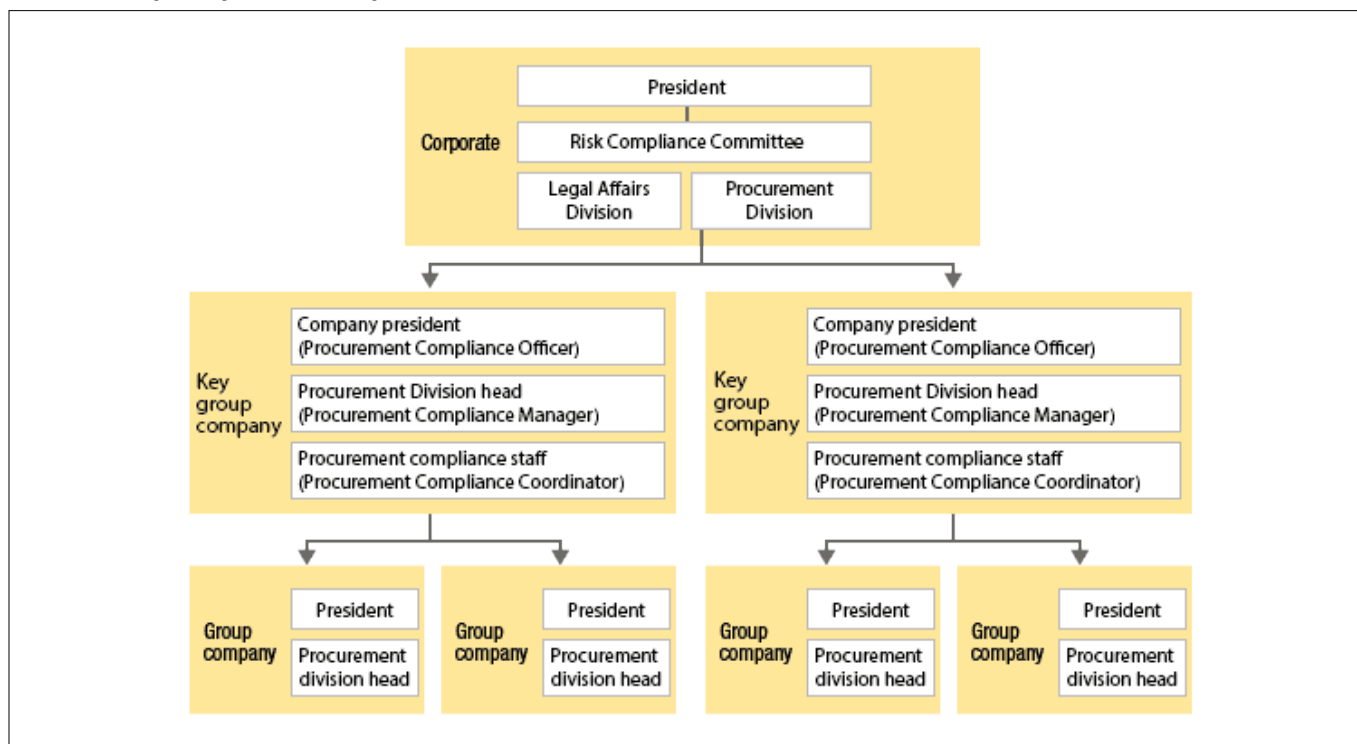 President
Corporate
Risk Compliance Committee
Legal Affairs
Division
Procurement
Division
Key
group
company
Company president
(Procurement Compliance Officer)
Procurement Division head
(Procurement Compliance Manager)
Procurement compliance staff
(Procurement Compliance Coordinator)
Key
group
company
Company president
(Procurement Compliance Officer)
Procurement Division head
(Procurement Compliance Manager)
Procurement compliance staff
(Procurement Compliance Coordinator)
Group
company
President
Procurement
division head
Group
company
President
Procurement
division head
Group
company
President
Procurement
division head
Group
company
President
Procurement
division head